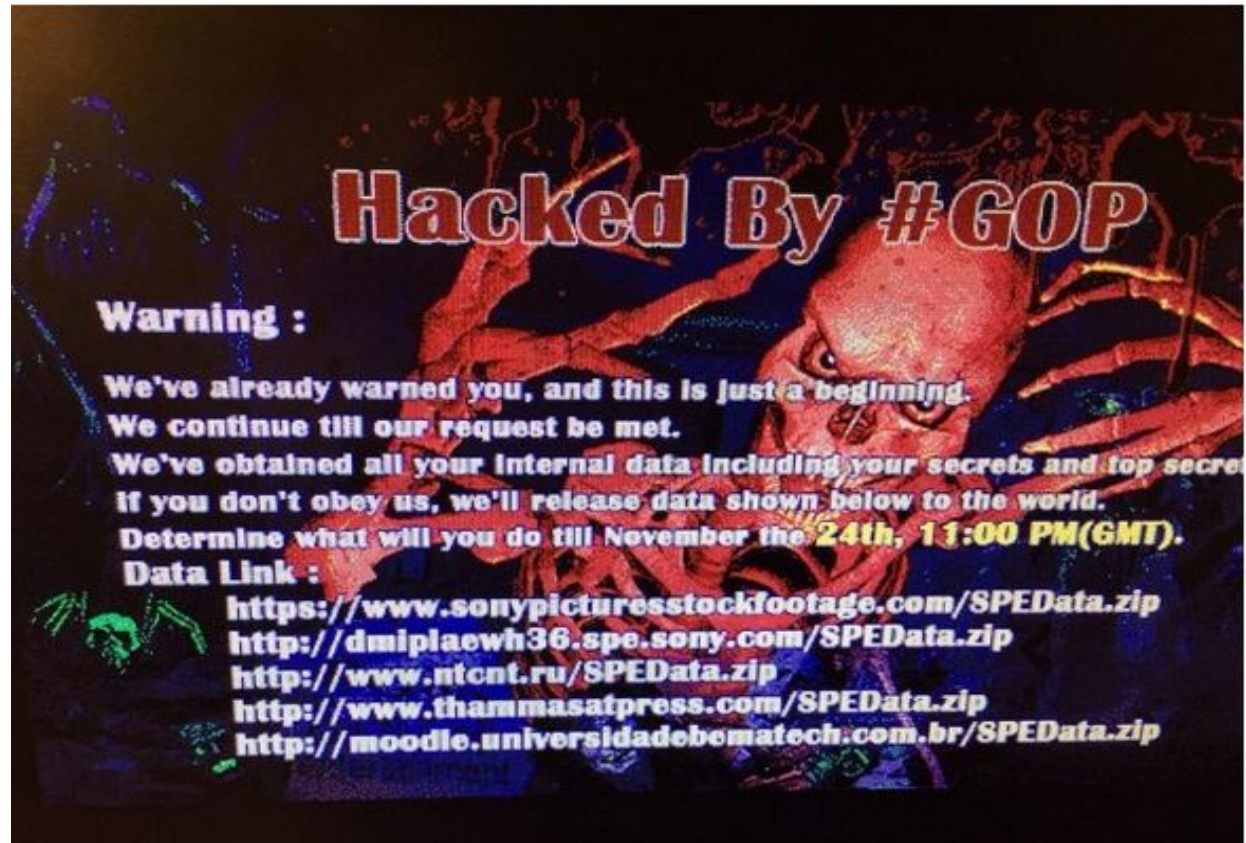 Hacked By #GOP
Warning :
We've already warned you, and this is just a beginning.
We continue till our request be met.
We've obtained all your internal data including your secrets and top secre
If you don't obey us, we'll release data shown below to the world.
Determine what will you do till November the 24th, 11:00 PM(GMT).
Data Link :
https://www.sonypicturesstockfootage.com/SPEData.zip
http://dmiplaewh36.spe.sony.com/SPEData.zip
http://www.ntcnt.ru/SPEData.zip
http://www.thammasatpress.com/SPEData.zip
http://moodle.universidadebematech.com.br/SPEData.zip